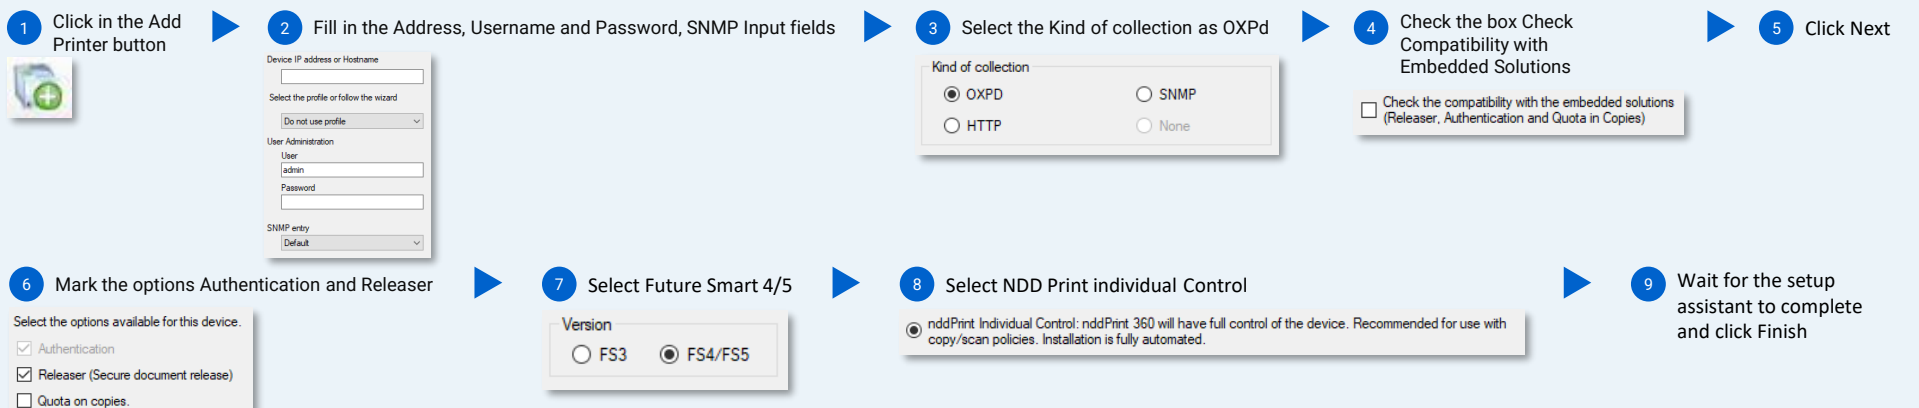 1 Click in the Add
Printer button
2 Fill in the Address, Username and Password, SNMP Input fields
Device IP address or Hostname
Select the profile or follow the wizard
Do not use profile
User Administration
User
admin
Password
SNMP entry
Default
3 Select the Kind of collection as OXPd
Kind of collection
OXPD
SNMP
HTTP
None
4 Check the box Check
Compatibility with
Embedded Solutions
Check the compatibility with the embedded solutions
(Releaser, Authentication and Quota in Copies)
5 Click Next
6 Mark the options Authentication and Releaser
Select the options available for this device.
Authentication
Releaser (Secure document release)
Quota on copies.
7 Select Future Smart 4/5
Version
FS3
FS4/FS5
8 Select NDD Print individual Control
nddPrint Individual Control: nddPrint 360 will have full control of the device. Recommended for use with
copy/scan policies. Installation is fully automated.
9 Wait for the setup
assistant to complete
and click Finish